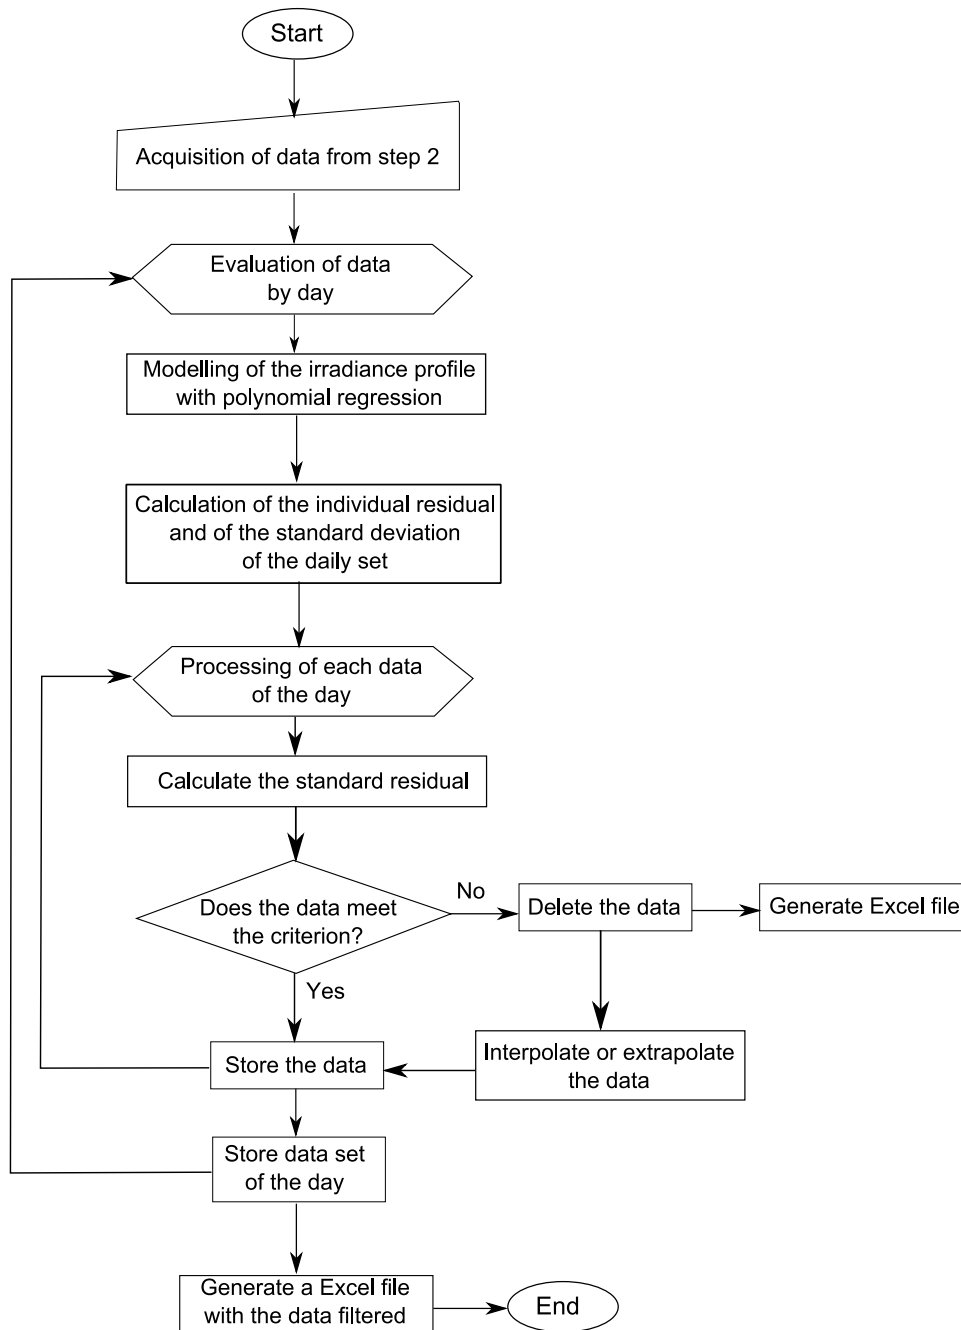 Start
Acquisition of data from step 2
Evaluation of data
by day
Modelling of the irradiance profile
with polynomial regression
Calculation of the individual residual
and of the standard deviation
of the daily set
Processing of each data
of the day
Calculate the standard residual
Does the data meet
the criterion?
No
Delete the data
Generate Excel file
Yes
Interpolate or extrapolate
the data
Store the data
Store data set
of the day
Generate a Excel file
with the data filtered
End